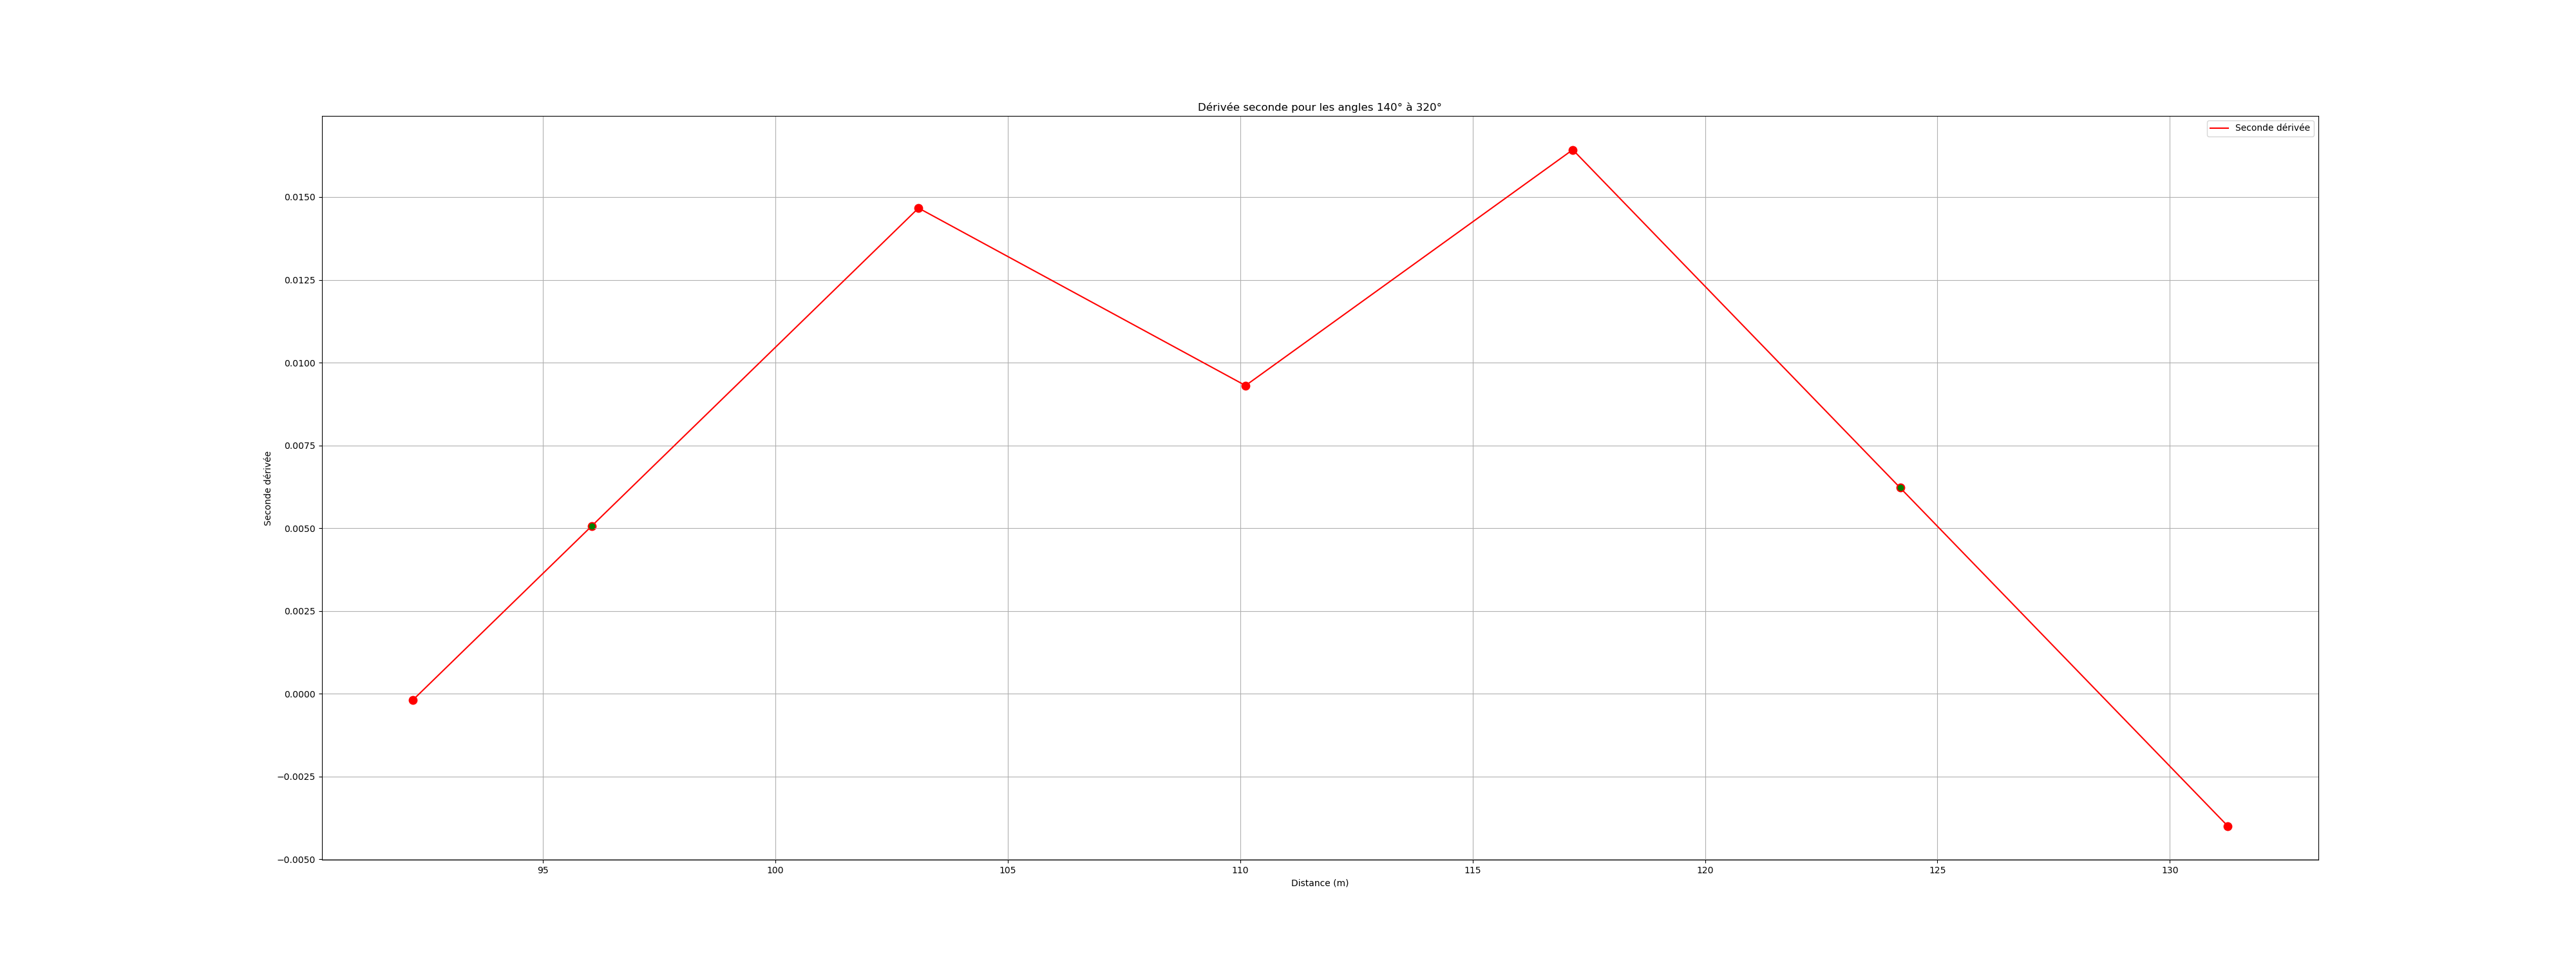 Dérivée seconde pour les angles 140° à 320°
Seconde dérivée
0.0150
0.0125
0.0100
0.0075
0.0050
0.0025
0.0000
−0.0025
−0.0050
Seconde dérivée
95 100 105 110 115 120 125 130
Distance (m)